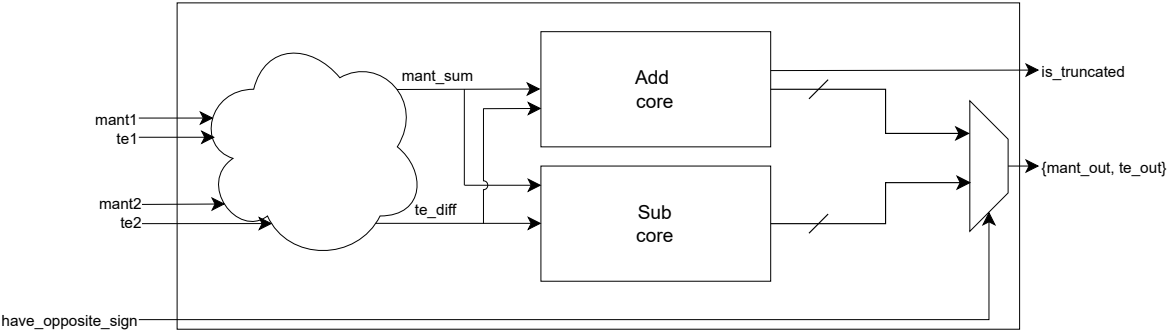 mant1
te1
mant2
te2
have_opposite_sign
mant_sum
te_diff
Add
core
Sub
core
is_truncated
{mant_out, te_out}